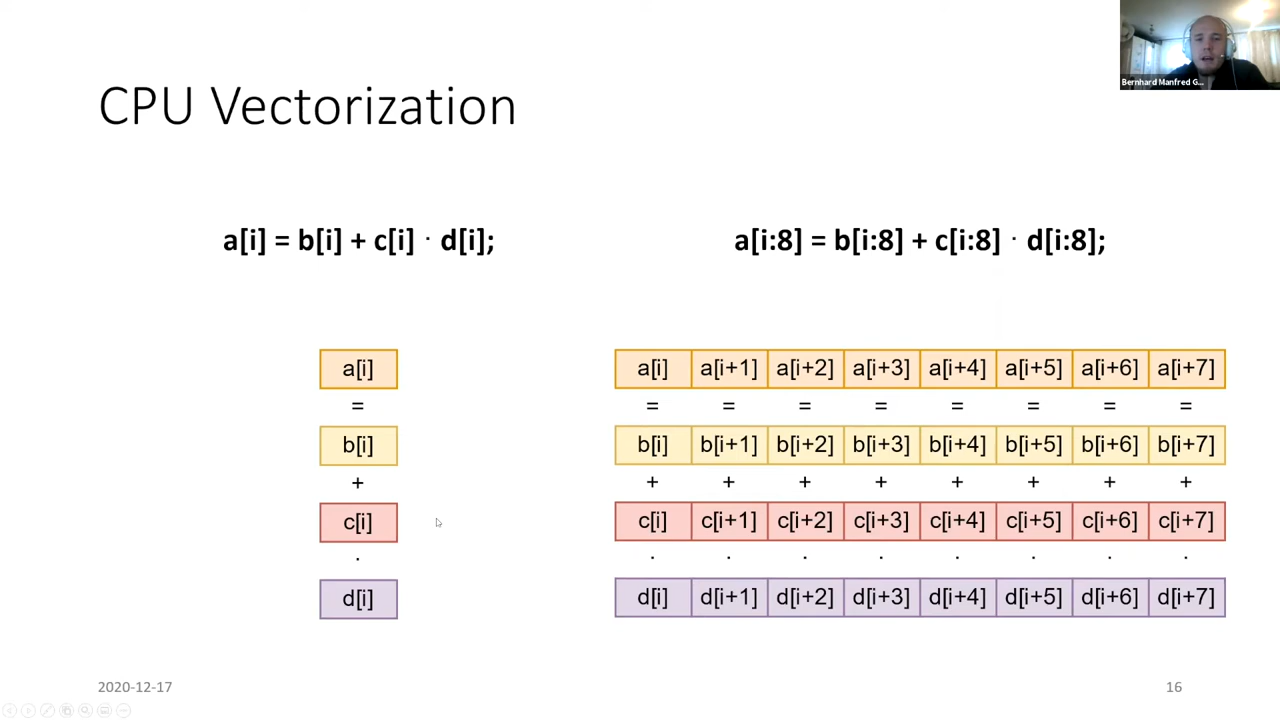 Bernhard Manfred G...
CPU Vectorization
a[i] = b[i] + c[i] · d[i];
a[i:8] = b[i:8] + c[i:8] · d[i:8];
a[i]
=
b[i]
+
c[i]
·
d[i]
a[i] a[i+1] a[i+2] a[i+3] a[i+4] a[i+5] a[i+6] a[i+7]
= = = = = = = =
b[i] b[i+1] b[i+2] b[i+3] b[i+4] b[i+5] b[i+6] b[i+7]
+ + + + + + + +
c[i] c[i+1] c[i+2] c[i+3] c[i+4] c[i+5] c[i+6] c[i+7]
· · · · · · · ·
d[i] d[i+1] d[i+2] d[i+3] d[i+4] d[i+5] d[i+6] d[i+7]
2020-12-17
16